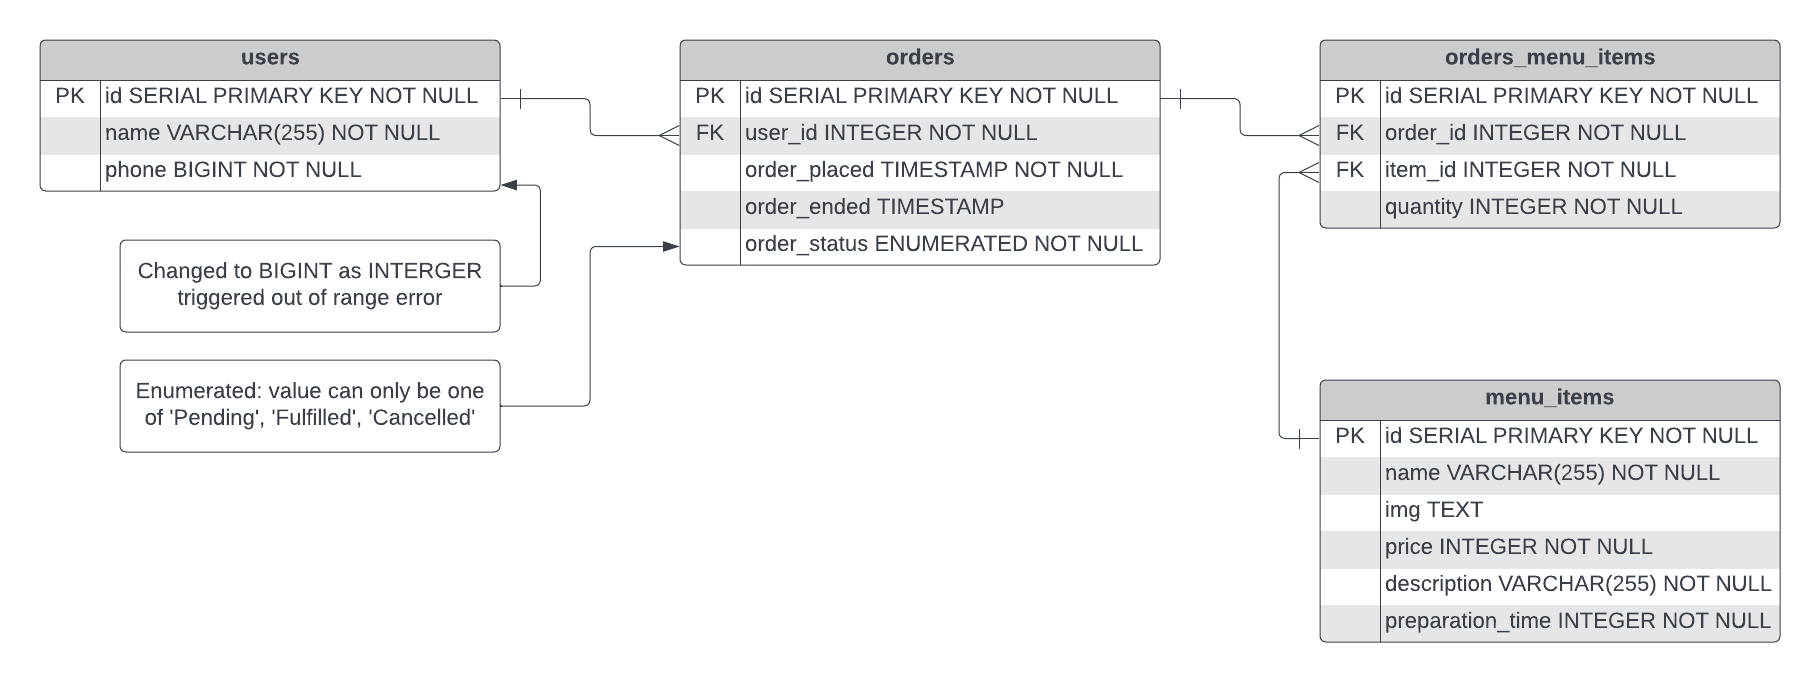 users
PK id SERIAL PRIMARY KEY NOT NULL
name VARCHAR(255) NOT NULL
phone BIGINT NOT NULL
Changed to BIGINT as INTERGER
triggered out of range error
Enumerated: value can only be one
of 'Pending', 'Fulfilled', 'Cancelled'
orders
PK id SERIAL PRIMARY KEY NOT NULL
FK user_id INTEGER NOT NULL
order_placed TIMESTAMP NOT NULL
order_ended TIMESTAMP
order_status ENUMERATED NOT NULL
orders_menu_items
PK id SERIAL PRIMARY KEY NOT NULL
FK order_id INTEGER NOT NULL
FK item_id INTEGER NOT NULL
quantity INTEGER NOT NULL
menu_items
PK id SERIAL PRIMARY KEY NOT NULL
name VARCHAR(255) NOT NULL
img TEXT
price INTEGER NOT NULL
description VARCHAR(255) NOT NULL
preparation_time INTEGER NOT NULL